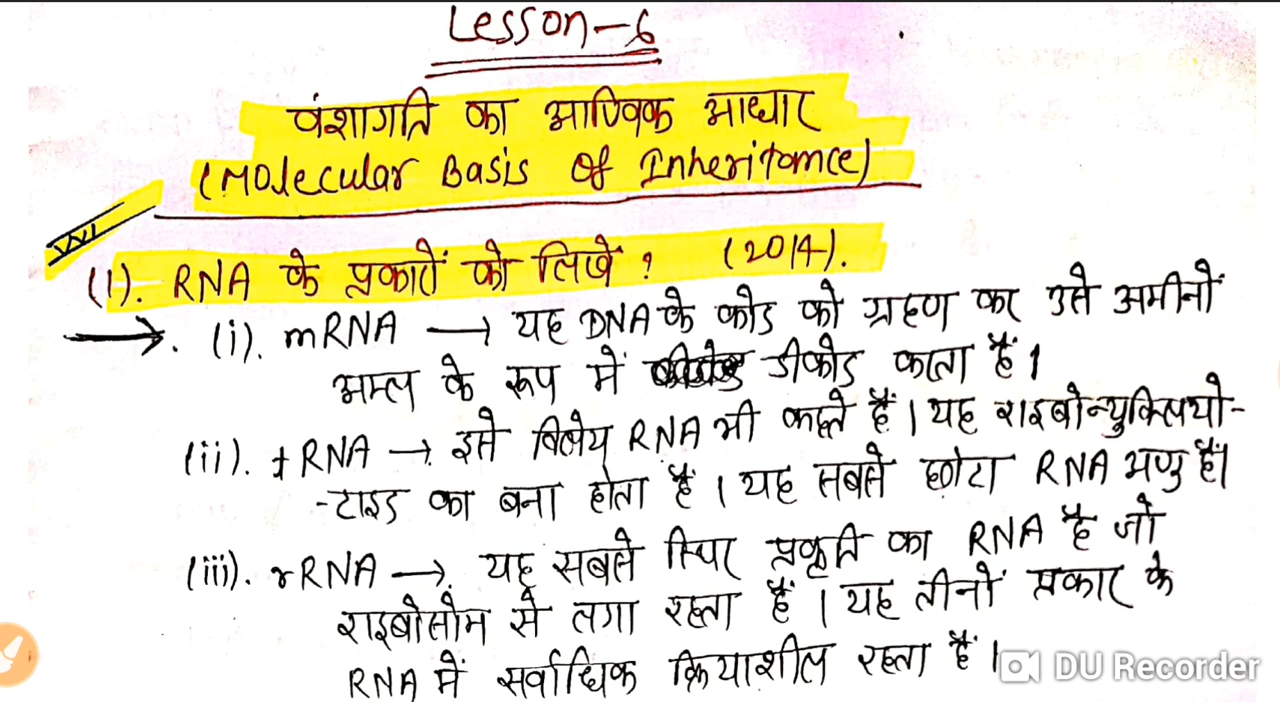 Lesson-6
वंशागति का आण्विक आधार
(Molecular Basis of Inheritance)
VVI
(1). RNA के प्रकारों को लिखें ? (2014).
→. (i). mRNA → यह DNA के कोड को ग्रहण कर उसे अमीनों
अम्ल के रूप में डीकोड करता हैं।
(ii). tRNA → इसे विलेय RNA भी कहते हैं। यह राइबोन्युक्लियो-
-टाइड का बना होता हैं। यह सबसे छोटा RNA अणु हैं।
(iii). rRNA → यह सबसे स्थिर प्रकृति का RNA है जो
राइबोसोम से लगा रहता हैं। यह तीनों प्रकार के
RNA में सर्वाधिक क्रियाशील रहता हैं।
DU Recorder